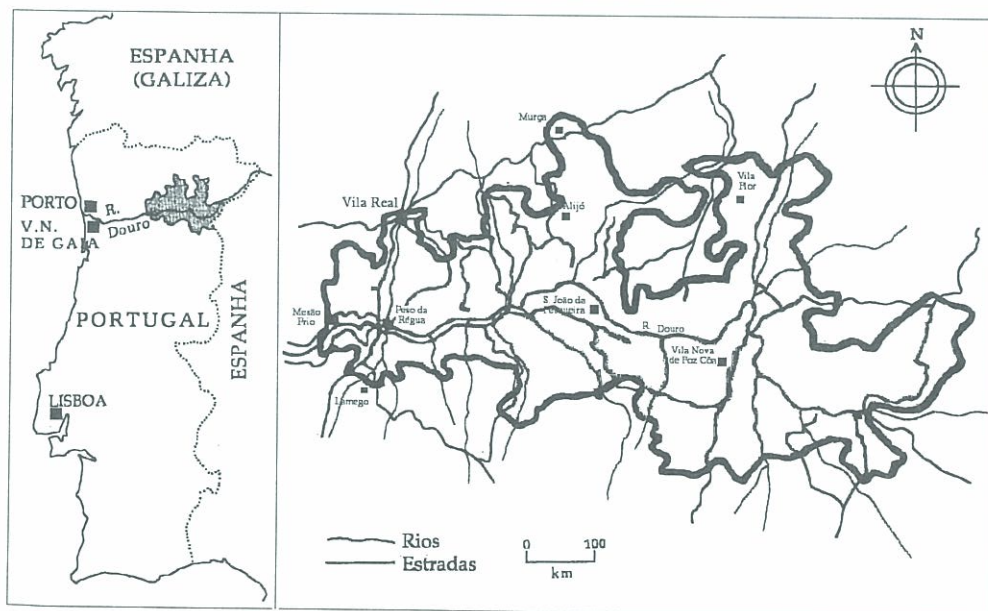 ESPANHA
(GALIZA)
PORTO
R.
Douro
V.N.
DE GAIA
PORTUGAL
ESPANHA
LISBOA
N
Murça
Vila
Flor
Vila Real
Alijó
Mesão
Frio
Peso da
Régua
S. João da
Pesqueira
R. Douro
Vila Nova
de Foz Côa
Lamego
Rios
Estradas
0 100
km